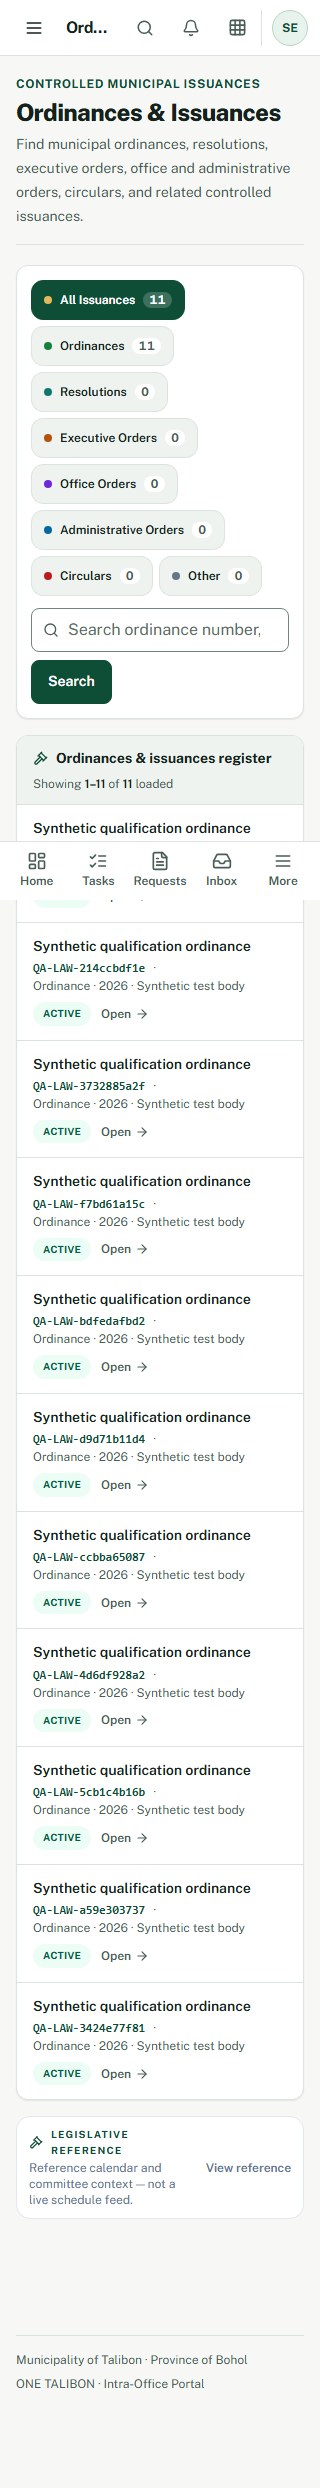 Ord...
SE
CONTROLLED MUNICIPAL ISSUANCES
Ordinances & Issuances
Find municipal ordinances, resolutions,
executive orders, office and administrative
orders, circulars, and related controlled
issuances.
All Issuances 11
Ordinances 11
Resolutions 0
Executive Orders 0
Office Orders 0
Administrative Orders 0
Circulars 0 Other 0
Search ordinance number,
Search
Ordinances & issuances register
Showing 1–11 of 11 loaded
Synthetic qualification ordinance
Home Tasks Requests Inbox More
Synthetic qualification ordinance
QA-LAW-214ccbdf1e ·
Ordinance · 2026 · Synthetic test body
ACTIVE Open →
Synthetic qualification ordinance
QA-LAW-3732885a2f ·
Ordinance · 2026 · Synthetic test body
ACTIVE Open →
Synthetic qualification ordinance
QA-LAW-f7bd61a15c ·
Ordinance · 2026 · Synthetic test body
ACTIVE Open →
Synthetic qualification ordinance
QA-LAW-bdfedafbd2 ·
Ordinance · 2026 · Synthetic test body
ACTIVE Open →
Synthetic qualification ordinance
QA-LAW-d9d71b11d4 ·
Ordinance · 2026 · Synthetic test body
ACTIVE Open →
Synthetic qualification ordinance
QA-LAW-ccbba65087 ·
Ordinance · 2026 · Synthetic test body
ACTIVE Open →
Synthetic qualification ordinance
QA-LAW-4d6df928a2 ·
Ordinance · 2026 · Synthetic test body
ACTIVE Open →
Synthetic qualification ordinance
QA-LAW-5cb1c4b16b ·
Ordinance · 2026 · Synthetic test body
ACTIVE Open →
Synthetic qualification ordinance
QA-LAW-a59e303737 ·
Ordinance · 2026 · Synthetic test body
ACTIVE Open →
Synthetic qualification ordinance
QA-LAW-3424e77f81 ·
Ordinance · 2026 · Synthetic test body
ACTIVE Open →
LEGISLATIVE
REFERENCE
Reference calendar and
committee context — not a
live schedule feed.
View reference
Municipality of Talibon · Province of Bohol
ONE TALIBON · Intra-Office Portal